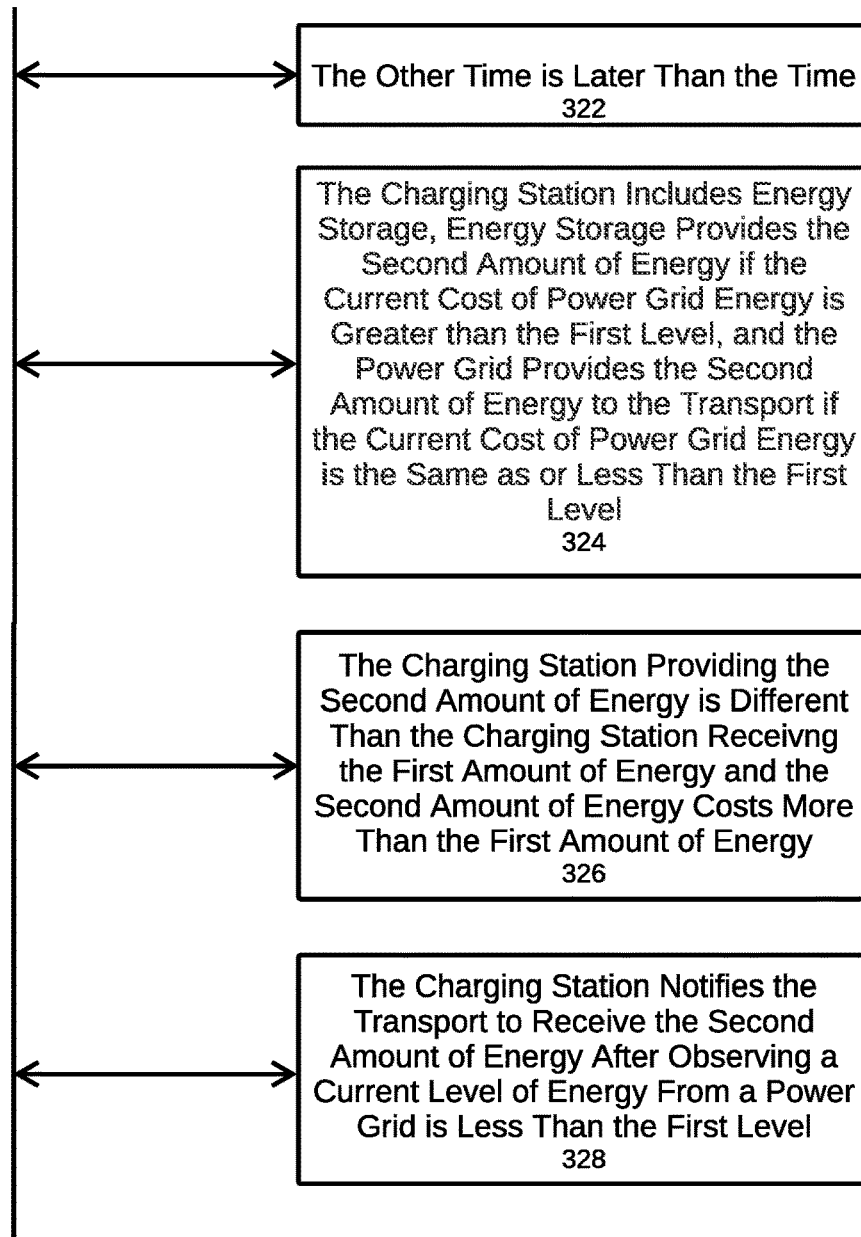 The Other Time is Later Than the Time
322
The Charging Station Includes Energy
Storage, Energy Storage Provides the
Second Amount of Energy if the
Current Cost of Power Grid Energy is
Greater than the First Level, and the
Power Grid Provides the Second
Amount of Energy to the Transport if
the Current Cost of Power Grid Energy
is the Same as or Less Than the First
Level
324
The Charging Station Providing the
Second Amount of Energy is Different
Than the Charging Station Receivng
the First Amount of Energy and the
Second Amount of Energy Costs More
Than the First Amount of Energy
326
The Charging Station Notifies the
Transport to Receive the Second
Amount of Energy After Observing a
Current Level of Energy From a Power
Grid is Less Than the First Level
328